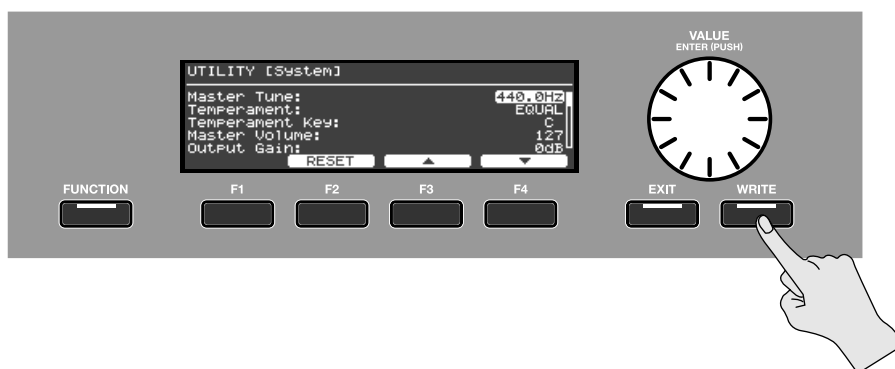 VALUE
ENTER (PUSH)
UTILITY [System]
Master Tune: 440.0Hz
Temperament: EQUAL
Temperament Key: C
Master Volume: 127
Output Gain: 0dB
RESET ▲ ▼
FUNCTION F1 F2 F3 F4 EXIT WRITE